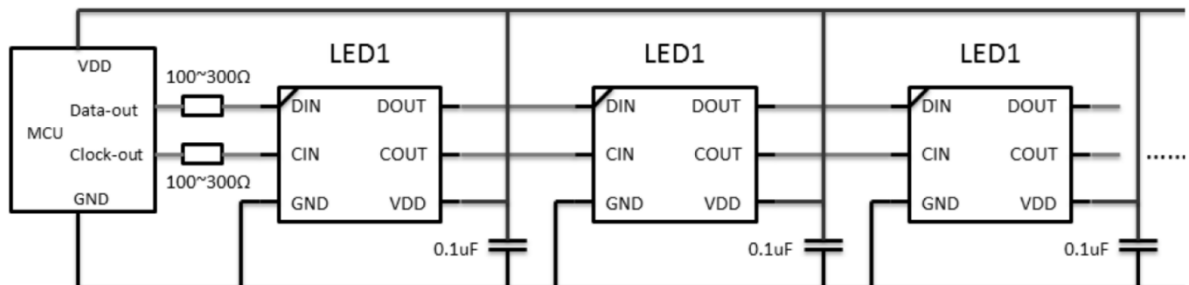 LED1 LED1 LED1
VDD
100~300Ω
Data-out DIN DOUT DIN DOUT DIN DOUT
MCU
Clock-out CIN COUT CIN COUT CIN COUT ......
100~300Ω
GND GND VDD GND VDD GND VDD
0.1uF 0.1uF 0.1uF